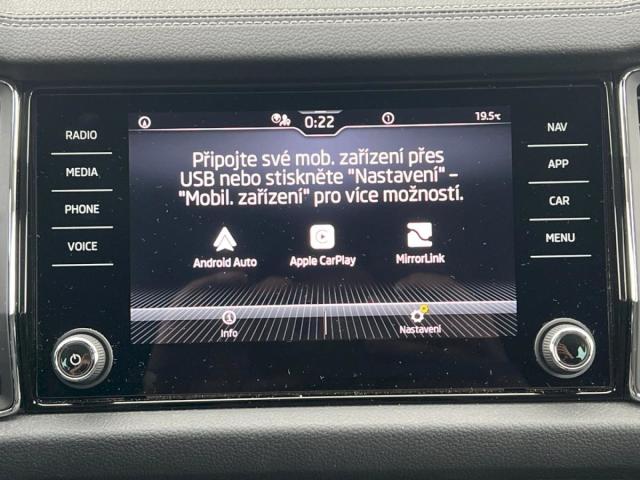 0:22
1
19.5°C
RADIO
MEDIA
PHONE
VOICE
Připojte své mob. zařízení přes
USB nebo stiskněte "Nastavení" –
"Mobil. zařízení" pro více možností.
Android Auto
Apple CarPlay
MirrorLink
Info
Nastavení
NAV
APP
CAR
MENU